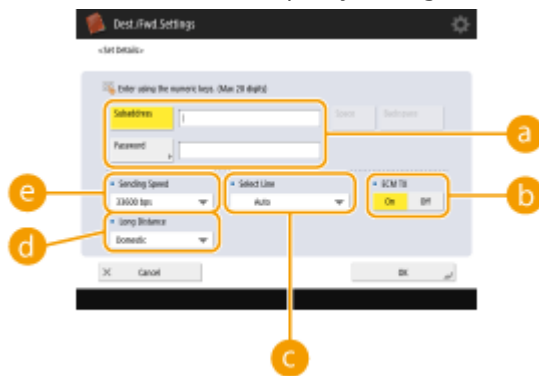 Dest./Fwd.Settings
<Set Details>
Enter using the numeric keys. (Max 20 digits)
Subaddress
Space
Backspace
Password
a
Sending Speed
Select Line
ECM TX
e
33600 bps
Auto
On
Off
b
Long Distance
d
Domestic
Cancel
OK
c